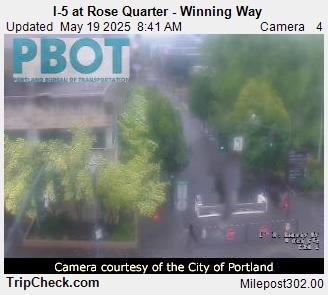 I-5 at Rose Quarter - Winning Way
Updated May 19 2025 8:41 AM Camera 4
PBOT
PORTLAND BUREAU OF TRANSPORTATION
Camera courtesy of the City of Portland
TripCheck.com Milepost302.00